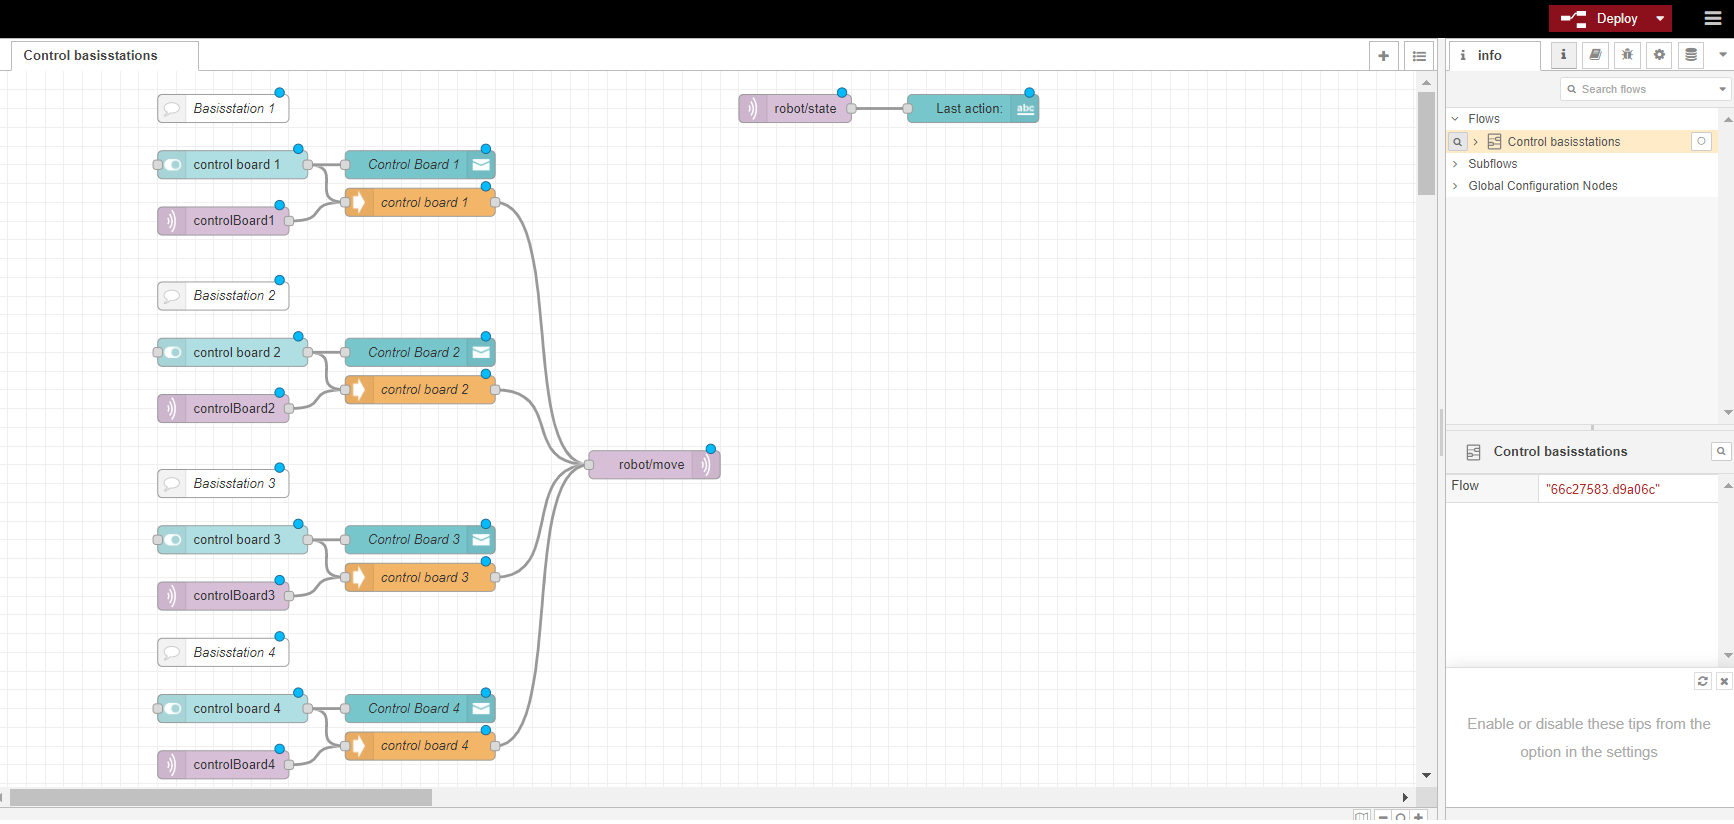 Deploy
Control basisstations
info
Basisstation 1
robot/state
Last action:
abc
Search flows
Flows
Control basisstations
Subflows
Global Configuration Nodes
control board 1
Control Board 1
control board 1
controlBoard1
Basisstation 2
control board 2
Control Board 2
control board 2
controlBoard2
robot/move
Basisstation 3
control board 3
Control Board 3
control board 3
controlBoard3
Basisstation 4
control board 4
Control Board 4
control board 4
controlBoard4
Control basisstations
Flow
"66c27583.d9a06c"
Enable or disable these tips from the
option in the settings